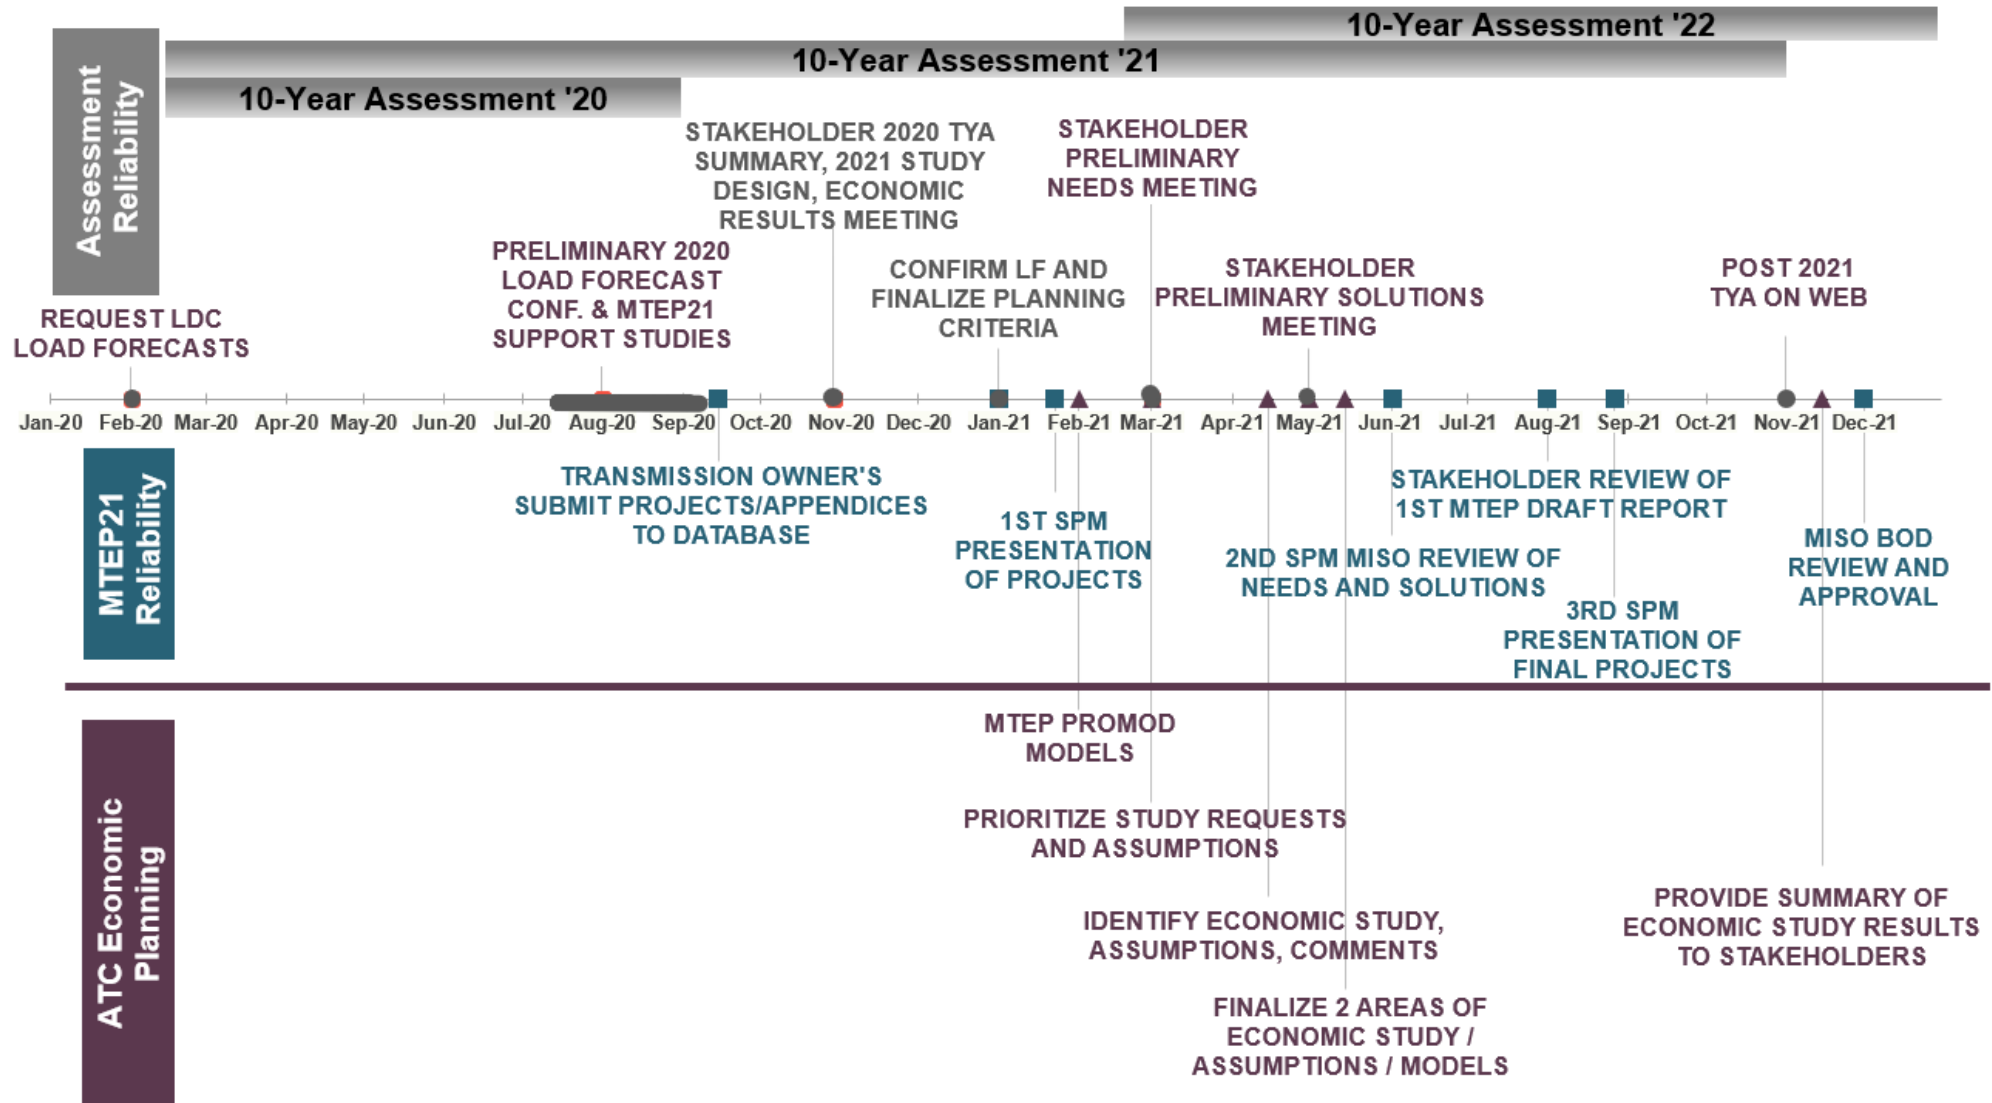 10-Year Assessment '22
10-Year Assessment '21
10-Year Assessment '20
Assessment
Reliability
STAKEHOLDER 2020 TYA
SUMMARY, 2021 STUDY
DESIGN, ECONOMIC
RESULTS MEETING
STAKEHOLDER
PRELIMINARY
NEEDS MEETING
REQUEST LDC
LOAD FORECASTS
PRELIMINARY 2020
LOAD FORECAST
CONF. & MTEP21
SUPPORT STUDIES
CONFIRM LF AND
FINALIZE PLANNING
CRITERIA
STAKEHOLDER
PRELIMINARY SOLUTIONS
MEETING
POST 2021
TYA ON WEB
Jan-20 Feb-20 Mar-20 Apr-20 May-20 Jun-20 Jul-20 Aug-20 Sep-20 Oct-20 Nov-20 Dec-20 Jan-21 Feb-21 Mar-21 Apr-21 May-21 Jun-21 Jul-21 Aug-21 Sep-21 Oct-21 Nov-21 Dec-21
MTEP21
Reliability
TRANSMISSION OWNER'S
SUBMIT PROJECTS/APPENDICES
TO DATABASE
1ST SPM
PRESENTATION
OF PROJECTS
2ND SPM MISO REVIEW OF
NEEDS AND SOLUTIONS
STAKEHOLDER REVIEW OF
1ST MTEP DRAFT REPORT
3RD SPM
PRESENTATION OF
FINAL PROJECTS
MISO BOD
REVIEW AND
APPROVAL
ATC Economic
Planning
MTEP PROMOD
MODELS
PRIORITIZE STUDY REQUESTS
AND ASSUMPTIONS
IDENTIFY ECONOMIC STUDY,
ASSUMPTIONS, COMMENTS
FINALIZE 2 AREAS OF
ECONOMIC STUDY /
ASSUMPTIONS / MODELS
PROVIDE SUMMARY OF
ECONOMIC STUDY RESULTS
TO STAKEHOLDERS